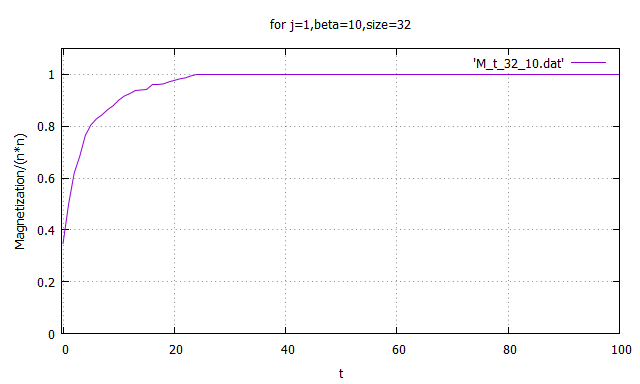 for j=1,beta=10,size=32
1
'M_t_32_10.dat'
0.8
0.6
0.4
0.2
0
Magnetization/(n*n)
0 20 40 60 80 100
t